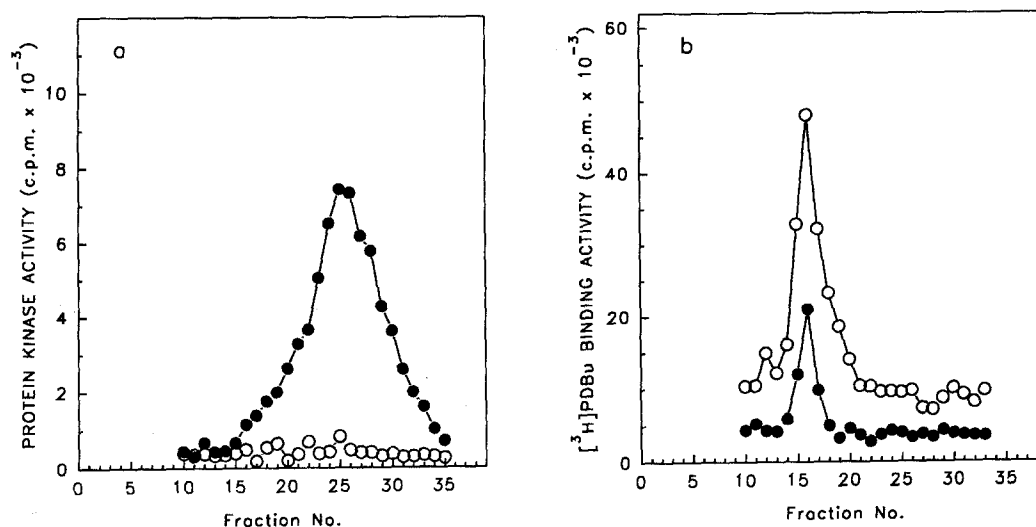 a
PROTEIN KINASE ACTIVITY (c.p.m. x 10⁻³)
10
8
6
4
2
0
0 5 10 15 20 25 30 35
Fraction No.
b
[³H]PDBu BINDING ACTIVITY (c.p.m. x 10⁻³)
60
40
20
0
0 5 10 15 20 25 30 35
Fraction No.